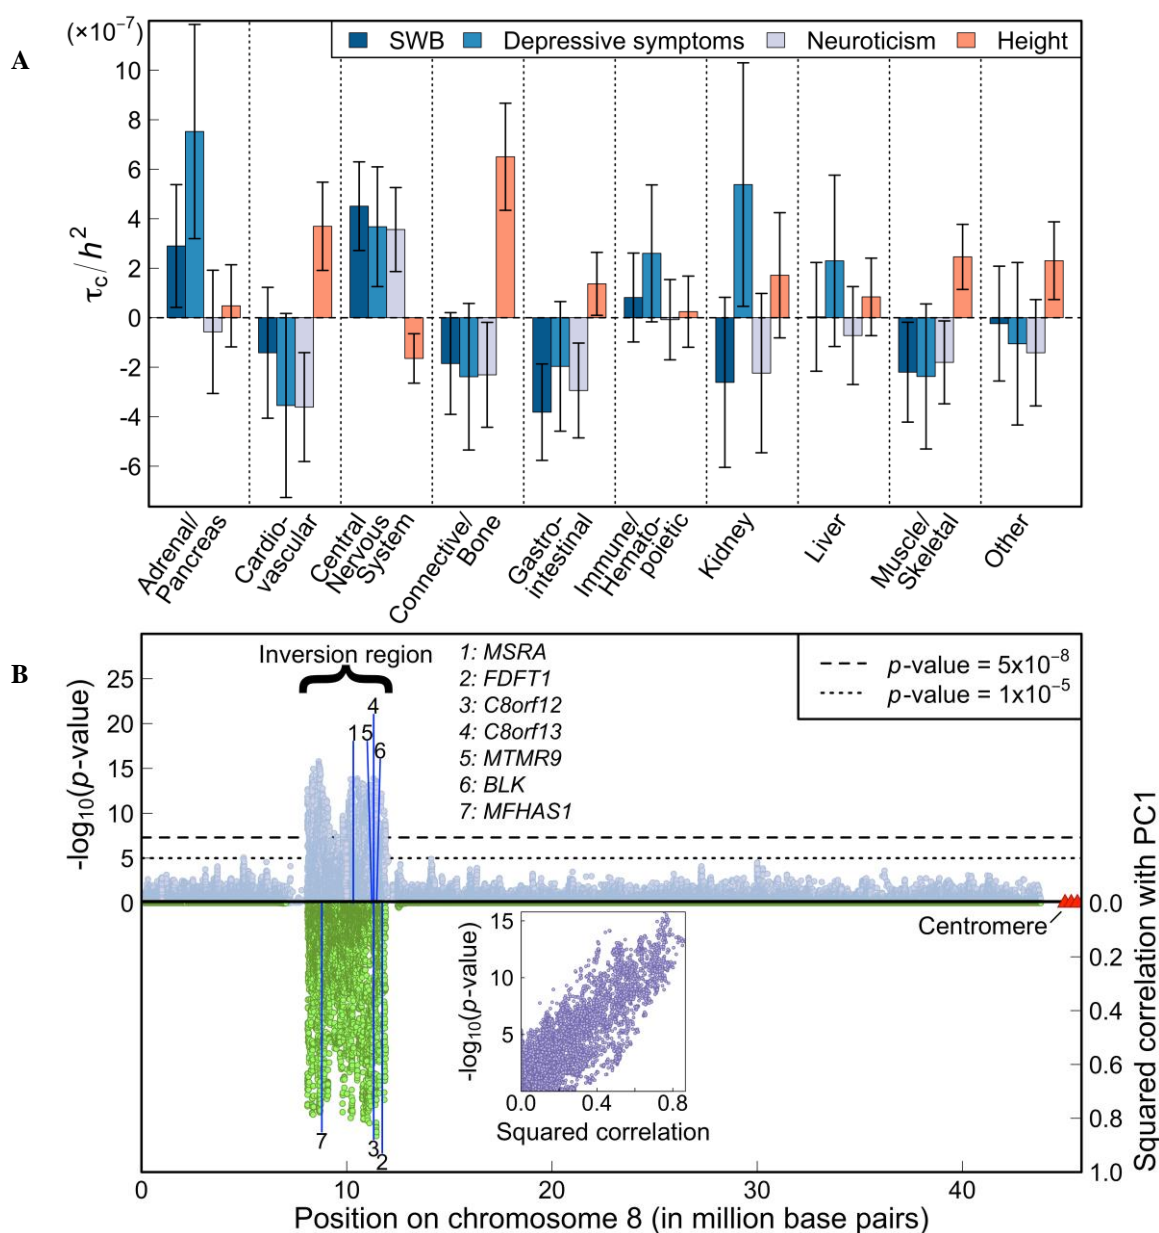 A
(×10⁻⁷)
SWB Depressive symptoms Neuroticism Height
10
8
6
4
2
0
-2
-4
-6
τc/h²
Adrenal/
Pancreas
Cardio-
vascular
Central
Nervous
System
Connective/
Bone
Gastro-
intestinal
Immune/
Hemato-
poietic
Kidney
Liver
Muscle/
Skeletal
Other
B
Inversion region
1: MSRA
2: FDFT1
3: C8orf12
4: C8orf13
5: MTMR9
6: BLK
7: MFHAS1
p-value = 5x10⁻⁸
p-value = 1x10⁻⁵
4
15
6
25
20
15
10
5
0
-log₁₀(p-value)
7
3
2
Centromere
0.0
0.2
0.4
0.6
0.8
1.0
Squared correlation with PC1
15
10
5
-log₁₀(p-value)
0.0 0.4 0.8
Squared correlation
0 10 20 30 40
Position on chromosome 8 (in million base pairs)